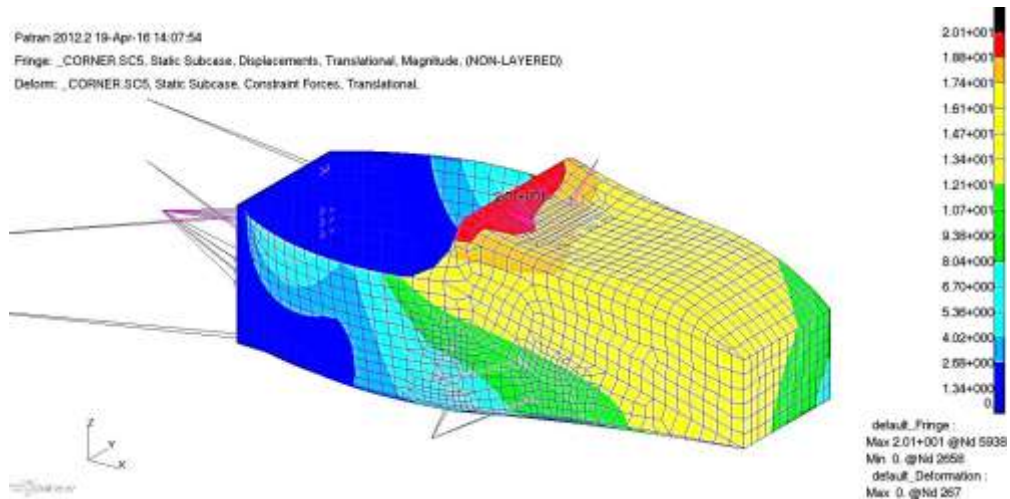 Patran 2012.2 19-Apr-16 14:07:54
Fringe: _CORNER.SC5, Static Subcase, Displacements, Translational, Magnitude, (NON-LAYERED)
Deform: _CORNER.SC5, Static Subcase, Constraint Forces, Translational,
2.01+001
1.88+001
1.74+001
1.61+001
1.47+001
1.34+001
1.21+001
1.07+001
9.38+000
8.04+000
6.70+000
5.36+000
4.02+000
2.68+000
1.34+000
0.
2.01+001
Z
Y
X
default_Fringe :
Max 2.01+001 @Nd 5938
Min 0. @Nd 2658
default_Deformation :
Max 0. @Nd 267